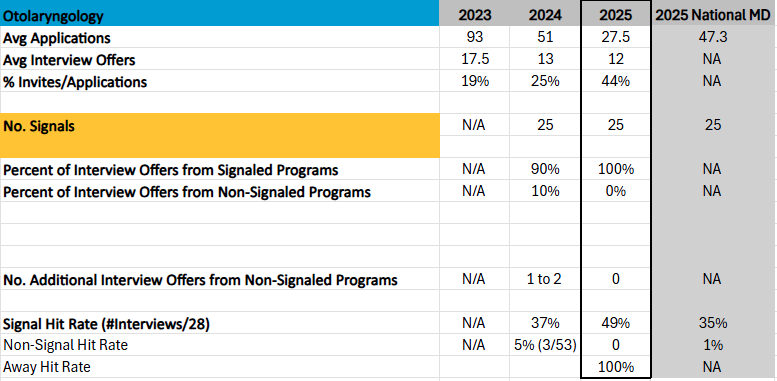 Otolaryngology 2023 2024 2025 2025 National MD
Avg Applications 93 51 27.5 47.3
Avg Interview Offers 17.5 13 12 NA
% Invites/Applications 19% 25% 44% NA
No. Signals N/A 25 25 25
Percent of Interview Offers from Signaled Programs N/A 90% 100% NA
Percent of Interview Offers from Non-Signaled Programs N/A 10% 0% NA
No. Additional Interview Offers from Non-Signaled Programs N/A 1 to 2 0 NA
Signal Hit Rate (#Interviews/28) N/A 37% 49% 35%
Non-Signal Hit Rate N/A 5% (3/53) 0 1%
Away Hit Rate 100% NA